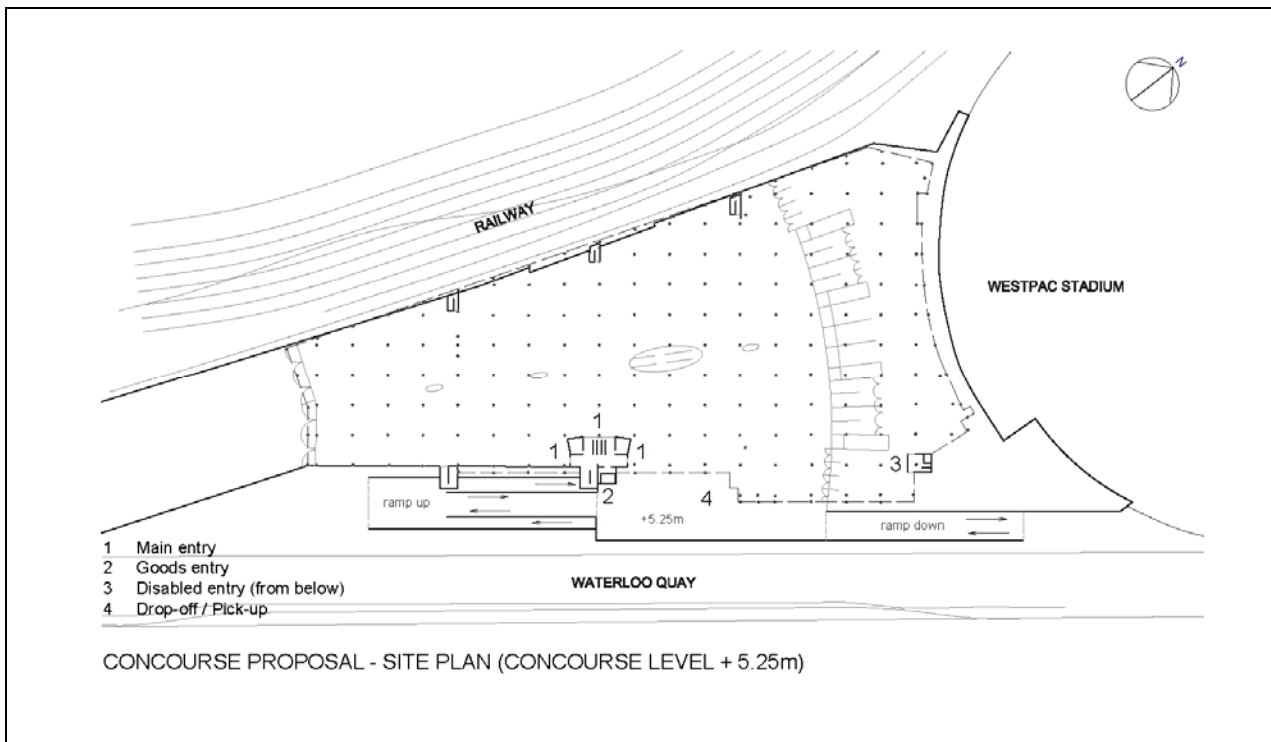 N
RAILWAY
WESTPAC STADIUM
1
1
1
3
2
4
ramp up
+5.25m
ramp down
1 Main entry
2 Goods entry
3 Disabled entry (from below)
4 Drop-off / Pick-up
WATERLOO QUAY
CONCOURSE PROPOSAL - SITE PLAN (CONCOURSE LEVEL + 5.25m)